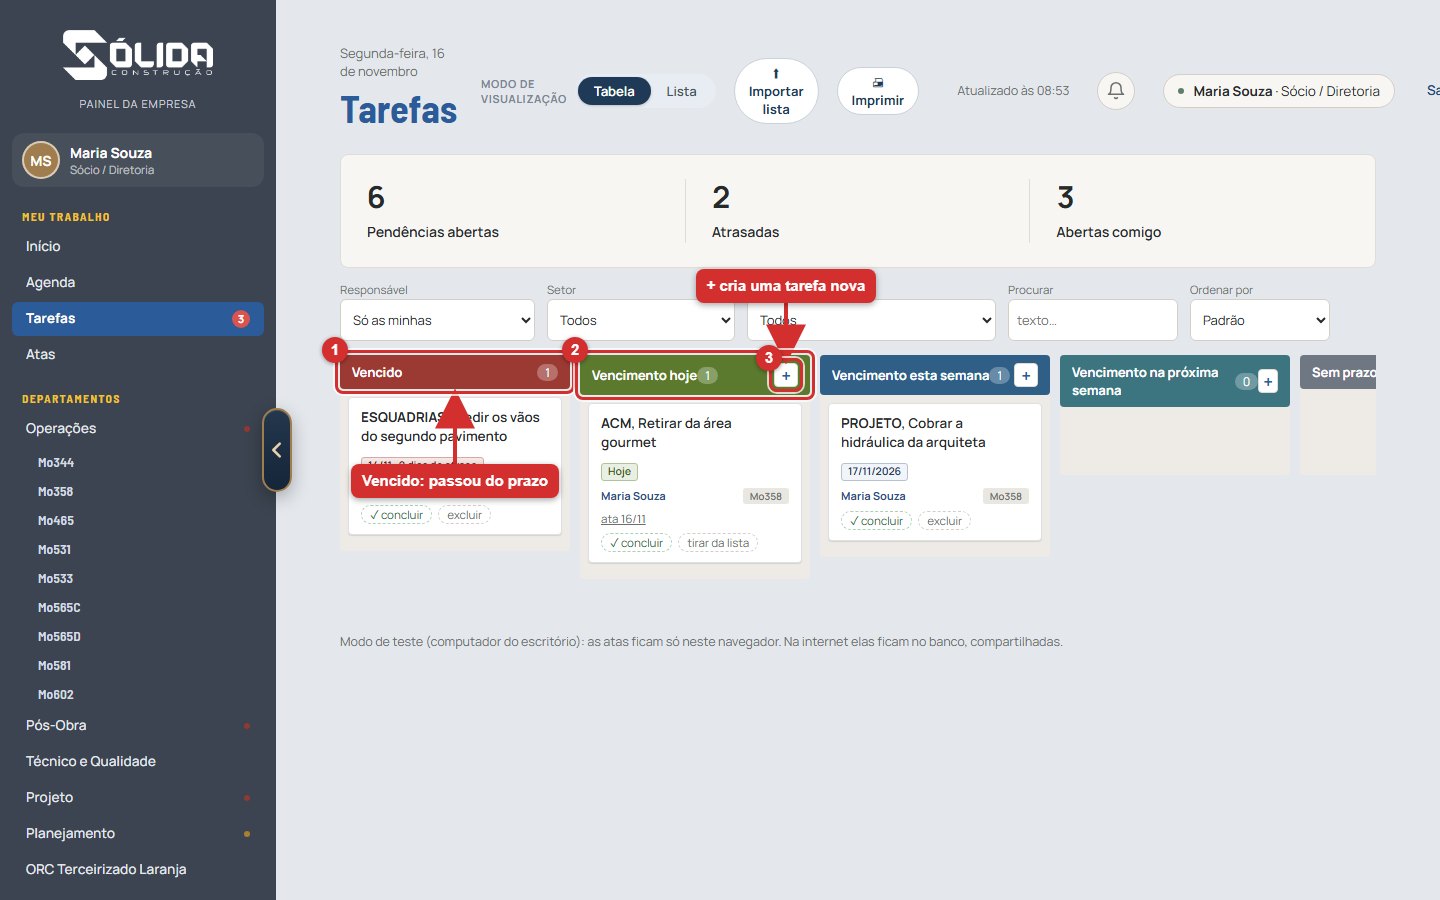 SÓLIDA
CONSTRUÇÃO
PAINEL DA EMPRESA
MS
Maria Souza
Sócio / Diretoria
MEU TRABALHO
Início
Agenda
Tarefas 3
Atas
DEPARTAMENTOS
Operações
Mo344
Mo358
Mo465
Mo531
Mo533
Mo565C
Mo565D
Mo581
Mo602
Pós-Obra
Técnico e Qualidade
Projeto
Planejamento
ORC Terceirizado Laranja
Segunda-feira, 16
de novembro
Tarefas
MODO DE
VISUALIZAÇÃO
Tabela Lista
Importar
lista
Imprimir
Atualizado às 08:53
Maria Souza · Sócio / Diretoria
Sa
6
Pendências abertas
2
Atrasadas
3
Abertas comigo
+ cria uma tarefa nova
Responsável
Só as minhas
Setor
Todos
Todos
Procurar
texto...
Ordenar por
Padrão
1
Vencido 1
2
Vencimento hoje 1
3
+
Vencimento esta semana 1 +
Vencimento na próxima
semana
0 +
Sem prazo
ESQUADRIAS
do segundo pavimento
Vencido: passou do prazo
✓ concluir excluir
ACM, Retirar da área
gourmet
Hoje
Maria Souza Mo358
ata 16/11
✓ concluir tirar da lista
PROJETO, Cobrar a
hidráulica da arquiteta
17/11/2026
Maria Souza Mo358
✓ concluir excluir
Modo de teste (computador do escritório): as atas ficam só neste navegador. Na internet elas ficam no banco, compartilhadas.